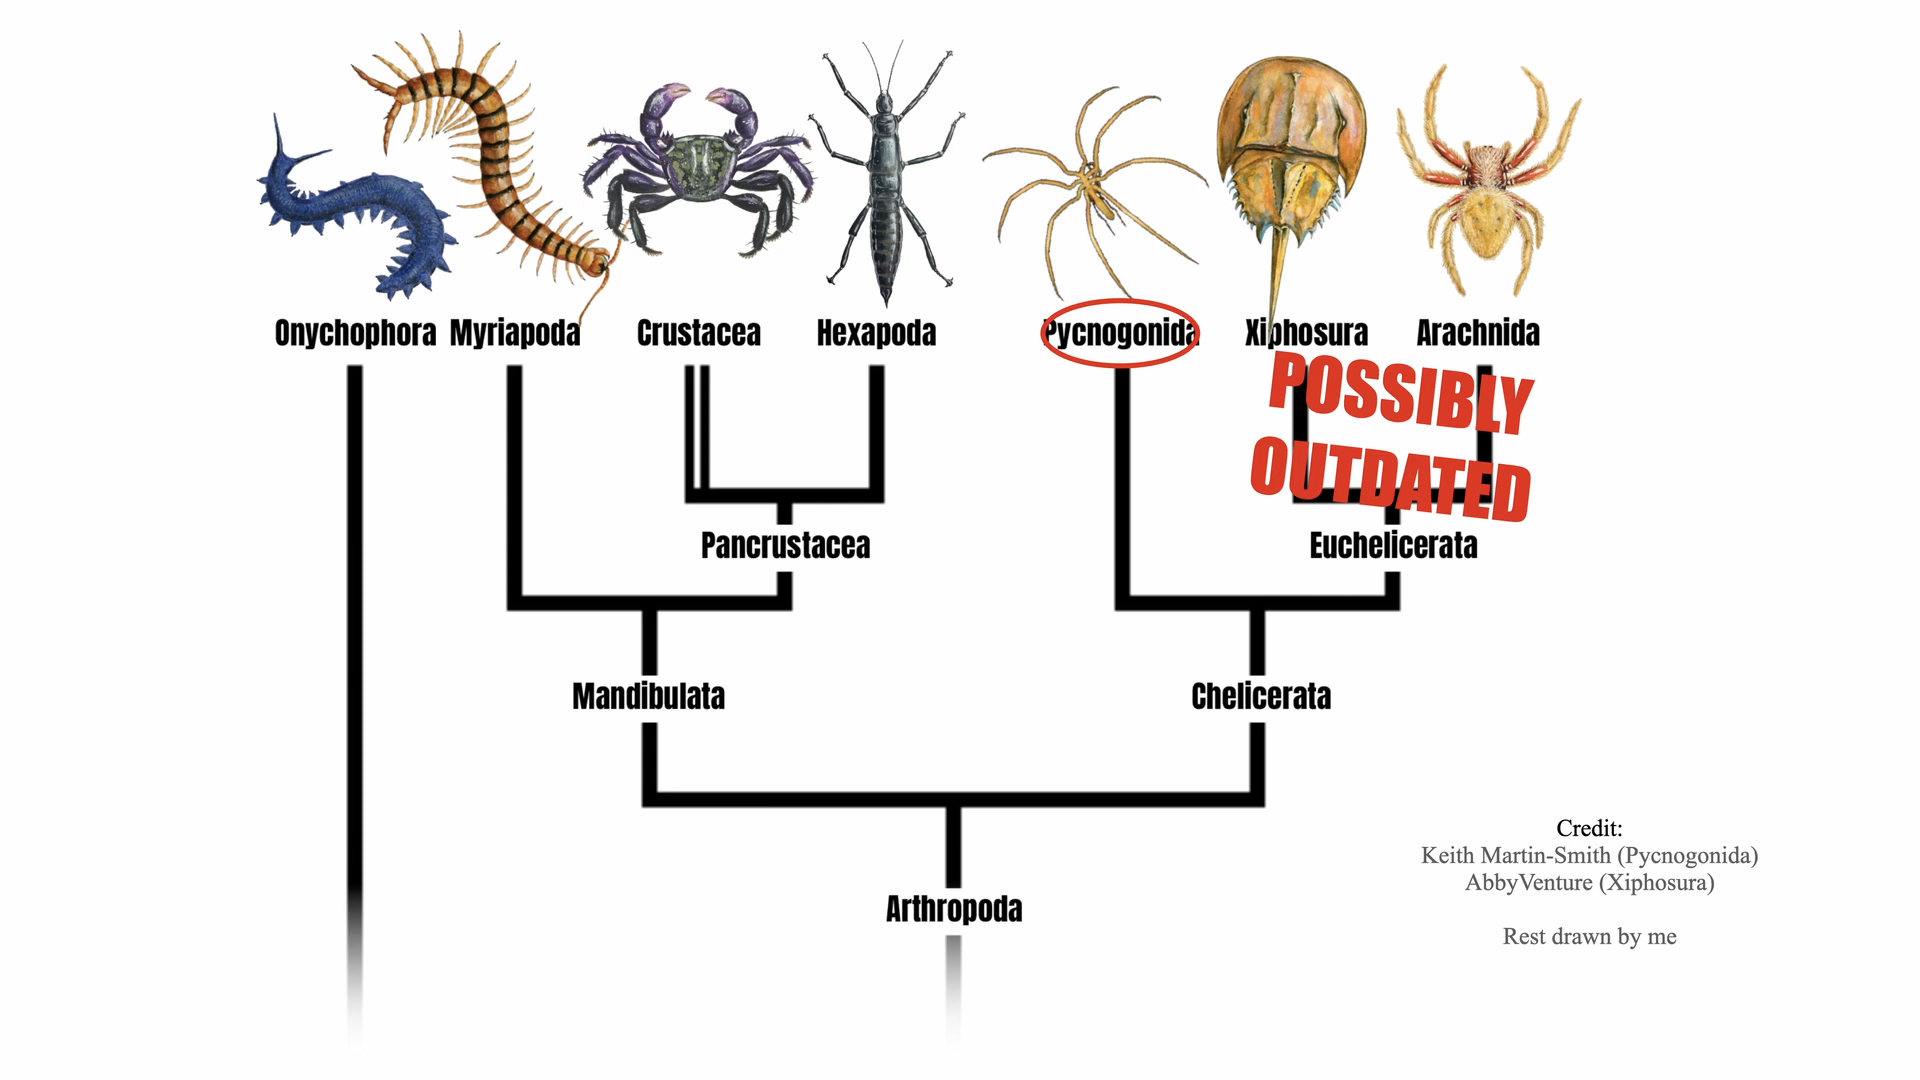 Onychophora
Myriapoda
Crustacea
Hexapoda
Pycnogonida
Xiphosura
Arachnida
POSSIBLY
OUTDATED
Pancrustacea
Euchelicerata
Mandibulata
Chelicerata
Arthropoda
Credit:
Keith Martin-Smith (Pycnogonida)
AbbyVenture (Xiphosura)
Rest drawn by me